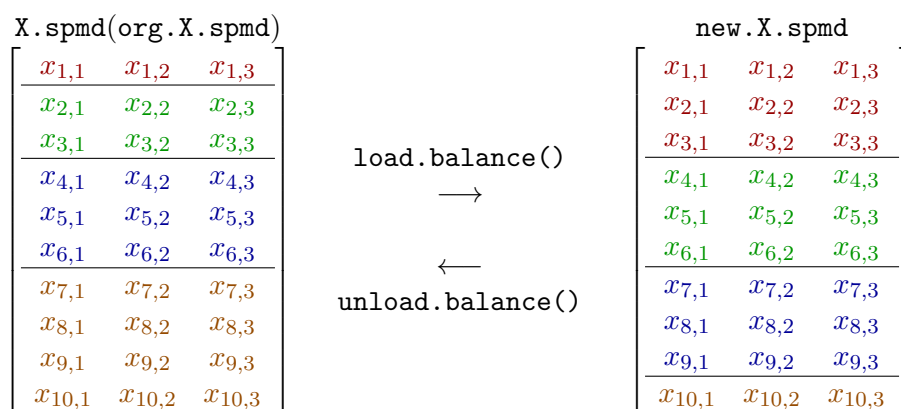 X.spmd(org.X.spmd)
x1,1 x1,2 x1,3
x2,1 x2,2 x2,3
x3,1 x3,2 x3,3
x4,1 x4,2 x4,3
x5,1 x5,2 x5,3
x6,1 x6,2 x6,3
x7,1 x7,2 x7,3
x8,1 x8,2 x8,3
x9,1 x9,2 x9,3
x10,1 x10,2 x10,3
load.balance()
⟶
⟵
unload.balance()
new.X.spmd
x1,1 x1,2 x1,3
x2,1 x2,2 x2,3
x3,1 x3,2 x3,3
x4,1 x4,2 x4,3
x5,1 x5,2 x5,3
x6,1 x6,2 x6,3
x7,1 x7,2 x7,3
x8,1 x8,2 x8,3
x9,1 x9,2 x9,3
x10,1 x10,2 x10,3